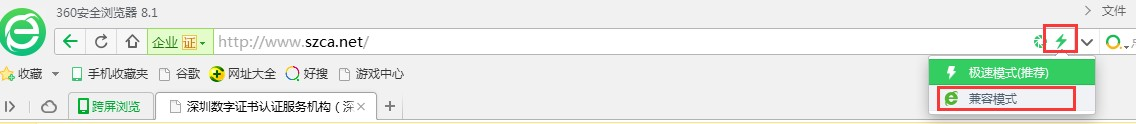 360安全浏览器 8.1
文件
企业 证 http://www.szca.net/
收藏 手机收藏夹 谷歌 网址大全 好搜 游戏中心
极速模式(推荐)
兼容模式
跨屏浏览 深圳数字证书认证服务机构（深